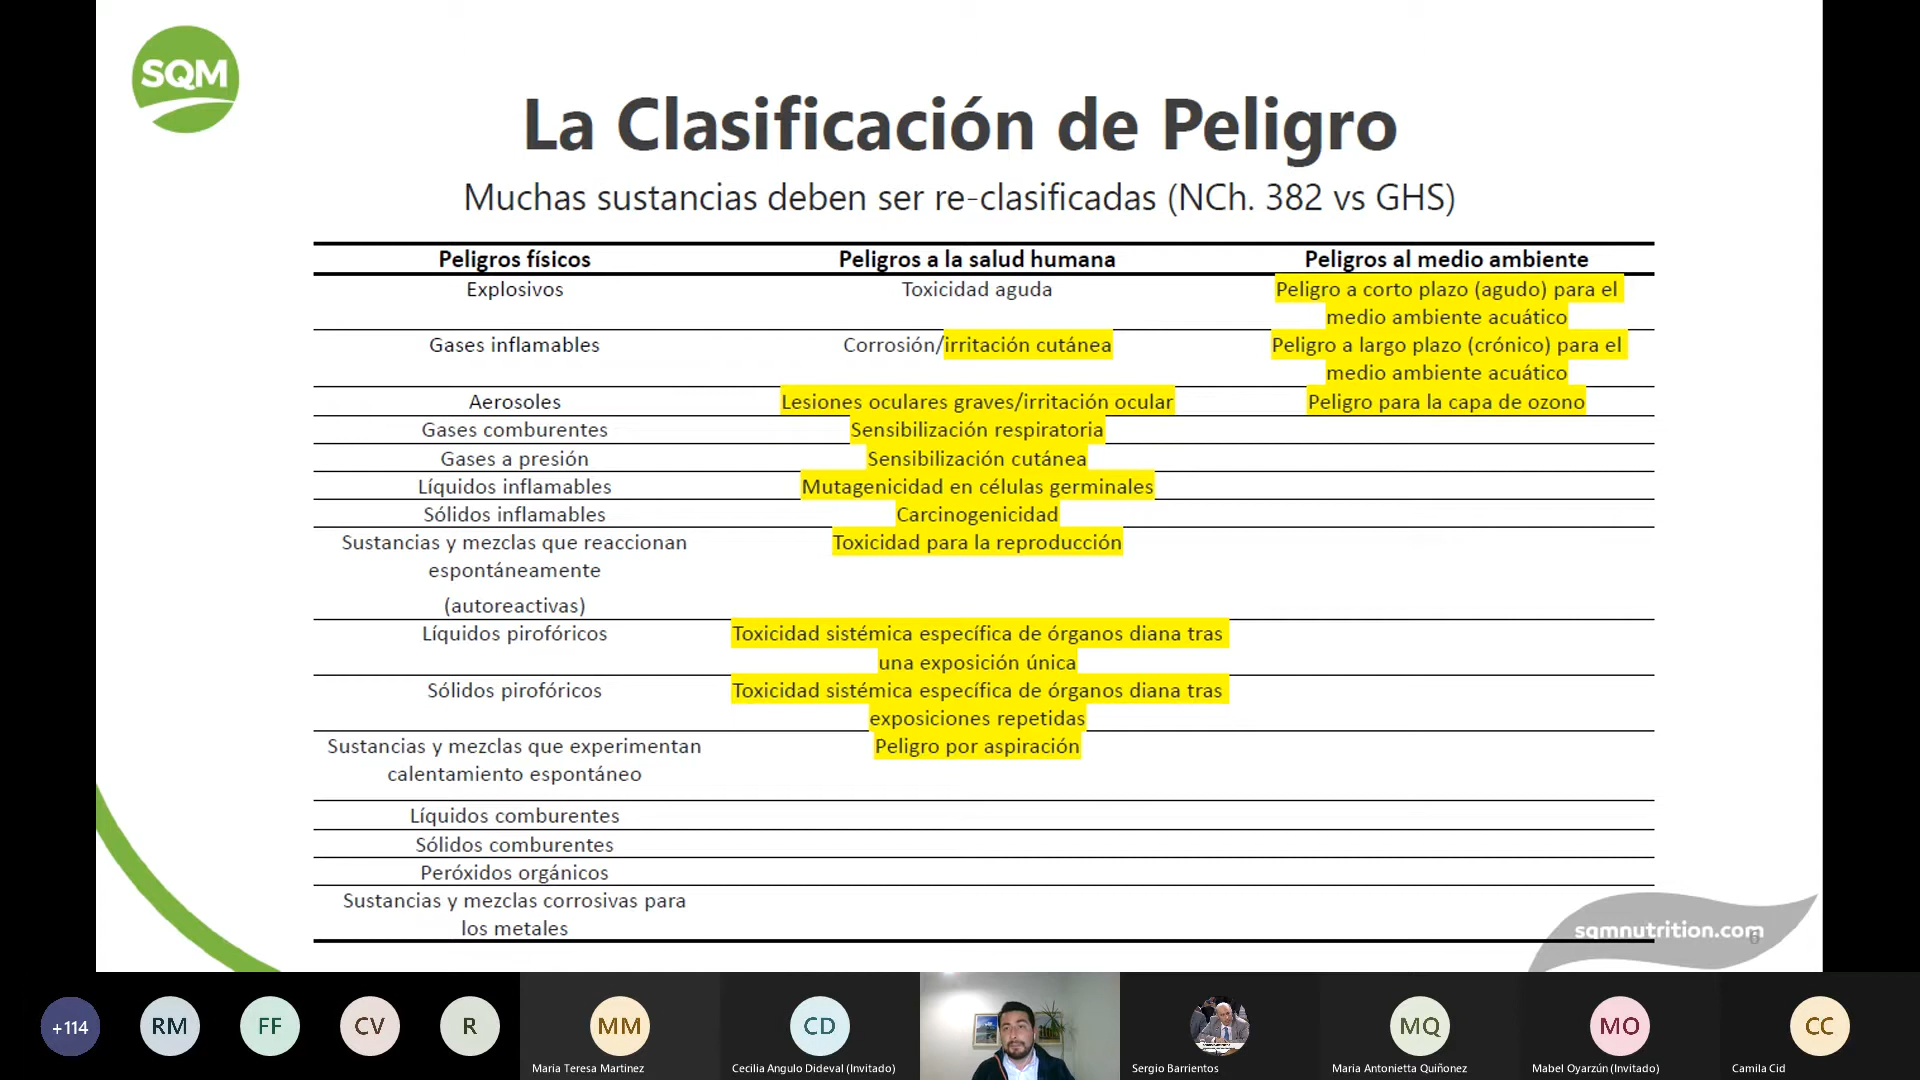 SQM
La Clasificación de Peligro
Muchas sustancias deben ser re-clasificadas (NCh. 382 vs GHS)
Peligros físicos Peligros a la salud humana Peligros al medio ambiente
Explosivos Toxicidad aguda Peligro a corto plazo (agudo) para el
medio ambiente acuático
Gases inflamables Corrosión/irritación cutánea Peligro a largo plazo (crónico) para el
medio ambiente acuático
Aerosoles Lesiones oculares graves/irritación ocular Peligro para la capa de ozono
Gases comburentes Sensibilización respiratoria
Gases a presión Sensibilización cutánea
Líquidos inflamables Mutagenicidad en células germinales
Sólidos inflamables Carcinogenicidad
Sustancias y mezclas que reaccionan Toxicidad para la reproducción
espontáneamente
(autoreactivas)
Líquidos pirofóricos Toxicidad sistémica específica de órganos diana tras
una exposición única
Sólidos pirofóricos Toxicidad sistémica específica de órganos diana tras
exposiciones repetidas
Sustancias y mezclas que experimentan Peligro por aspiración
calentamiento espontáneo
Líquidos comburentes
Sólidos comburentes
Peróxidos orgánicos
Sustancias y mezclas corrosivas para
los metales
sqmnutrition.com
6
+114 RM FF CV R MM CD MQ MO CC
Maria Teresa Martinez Cecilia Angulo Dideval (Invitado) Sergio Barrientos Maria Antonietta Quiñonez Mabel Oyarzún (Invitado) Camila Cid